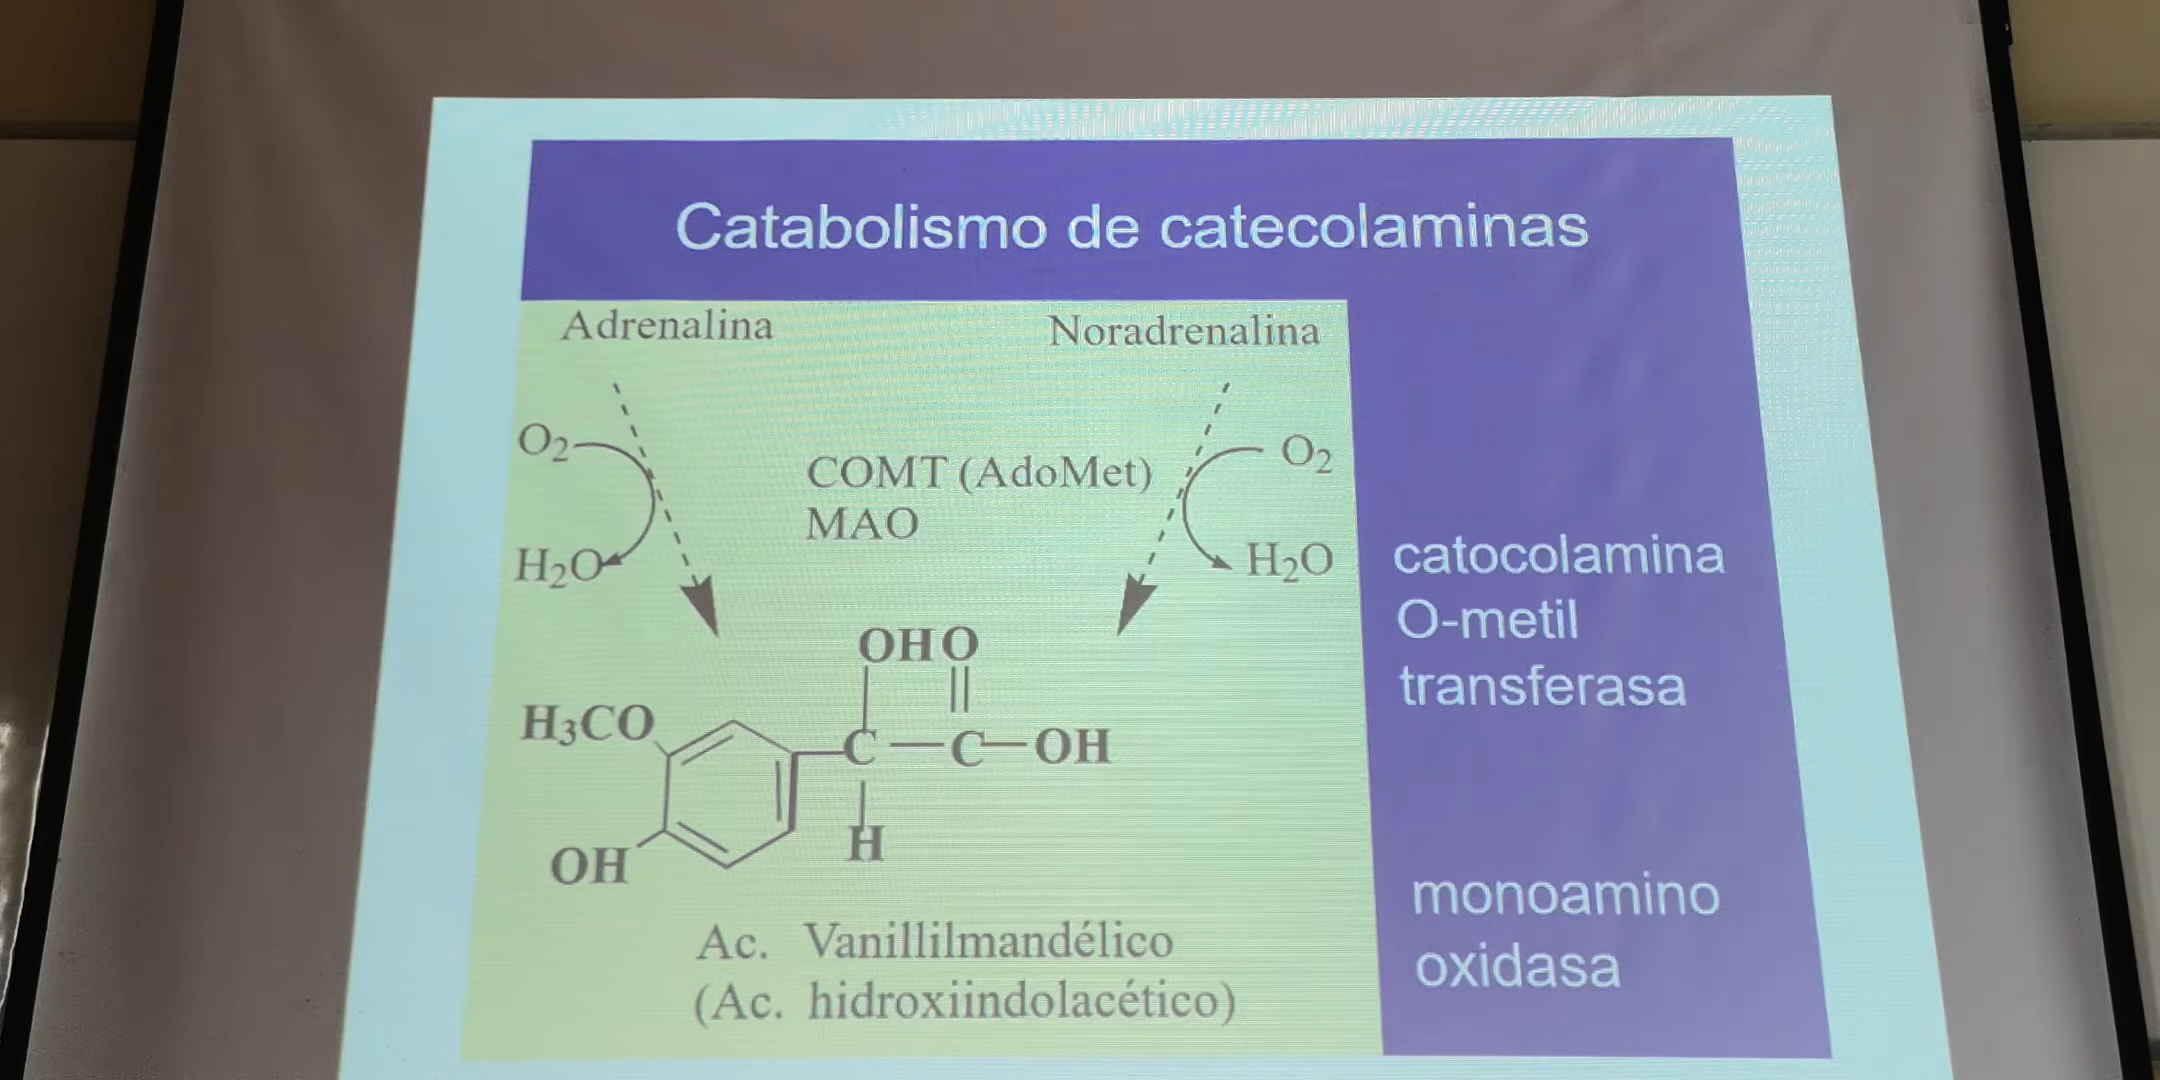 Catabolismo de catecolaminas
Adrenalina
Noradrenalina
O₂
O₂
COMT (AdoMet)
MAO
H₂O
H₂O
catocolamina
O-metil
transferasa
OH O
H₃CO
C — C — OH
H
OH
monoamino
oxidasa
Ac. Vanillilmandélico
(Ac. hidroxiindolacético)